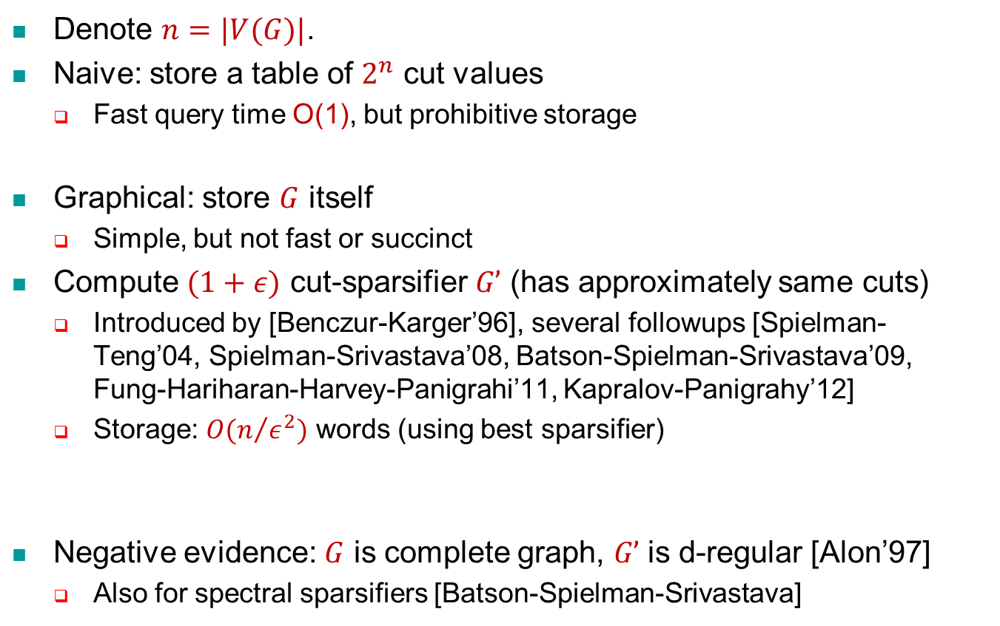 Denote n = |V(G)|.
Naive: store a table of 2ⁿ cut values
Fast query time O(1), but prohibitive storage
Graphical: store G itself
Simple, but not fast or succinct
Compute (1 + ϵ) cut-sparsifier G′ (has approximately same cuts)
Introduced by [Benczur-Karger’96], several followups [Spielman-
Teng’04, Spielman-Srivastava’08, Batson-Spielman-Srivastava’09,
Fung-Hariharan-Harvey-Panigrahi’11, Kapralov-Panigrahy’12]
Storage: O(n/ϵ²) words (using best sparsifier)
Negative evidence: G is complete graph, G′ is d-regular [Alon’97]
Also for spectral sparsifiers [Batson-Spielman-Srivastava]